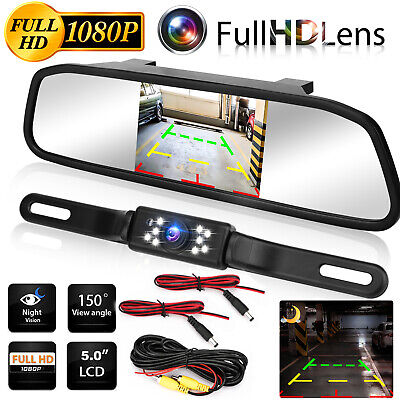 FULL
HD
1080P
FullHDLens
Night
Vision
150°
View angle
FULL HD
1080P
5.0"
LCD